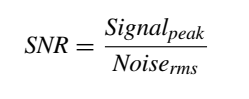 SNR = Signal_peak / Noise_rms